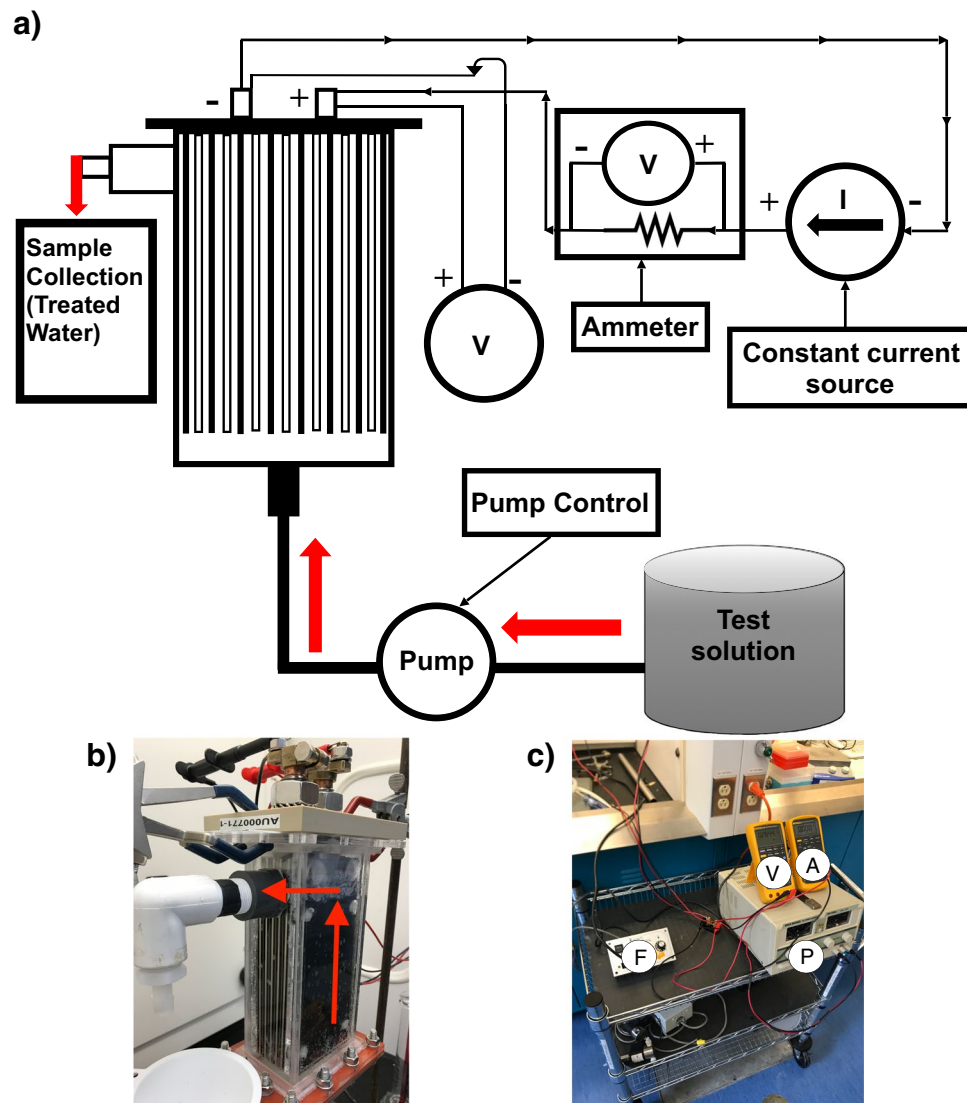 a)
-
+
-
V
+
+
I
-
Sample
Collection
(Treated
Water)
+
-
V
Ammeter
Constant current
source
Pump Control
Pump
Test
solution
b)
AU000771-1
c)
V
A
F
P